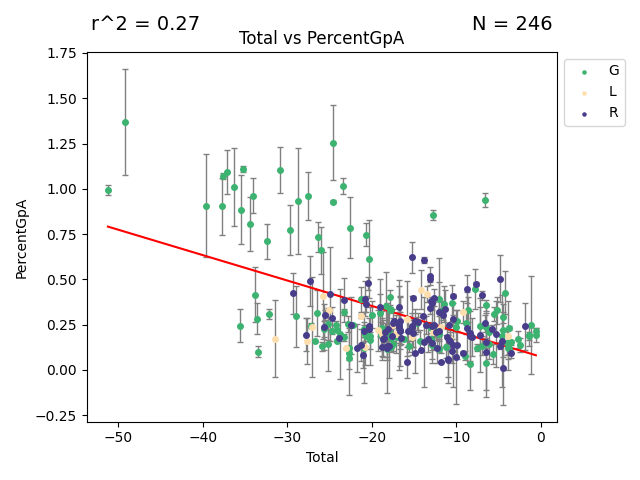 r^2 = 0.27 N = 246
Total vs PercentGpA
G
L
R
1.75
1.50
1.25
1.00
0.75
0.50
0.25
0.00
−0.25
PercentGpA
−50 −40 −30 −20 −10 0
Total